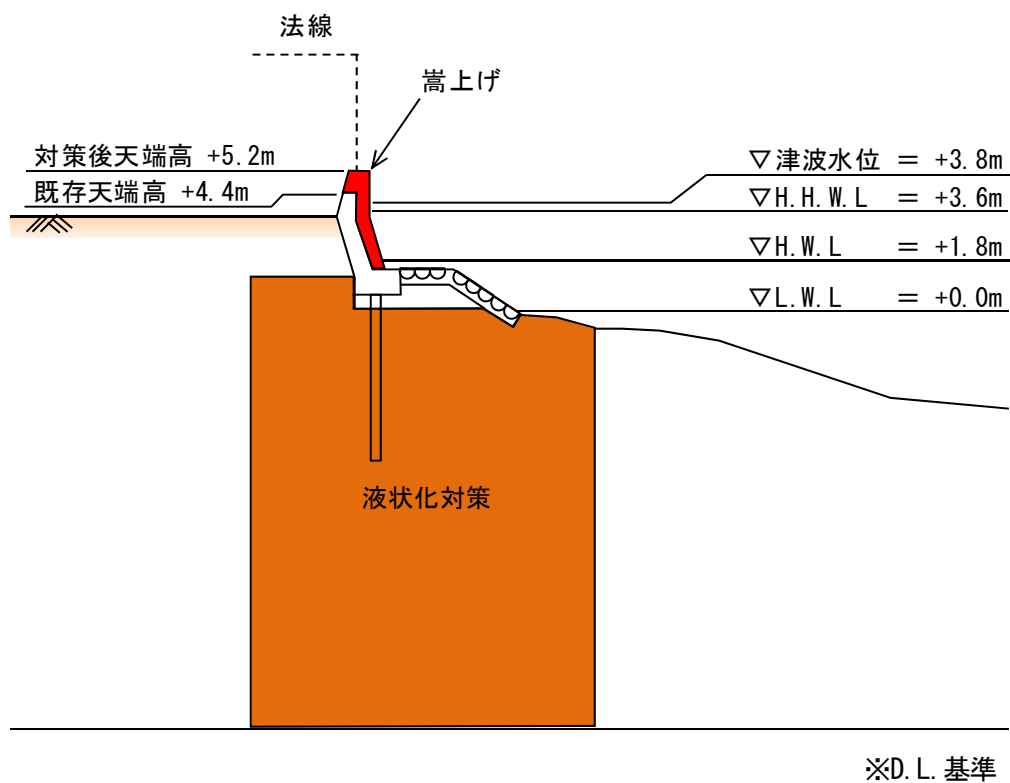 法線
嵩上げ
対策後天端高 +5.2m
既存天端高 +4.4m
▽津波水位 = +3.8m
▽H.H.W.L = +3.6m
▽H.W.L = +1.8m
▽L.W.L = +0.0m
液状化対策
※D.L.基準